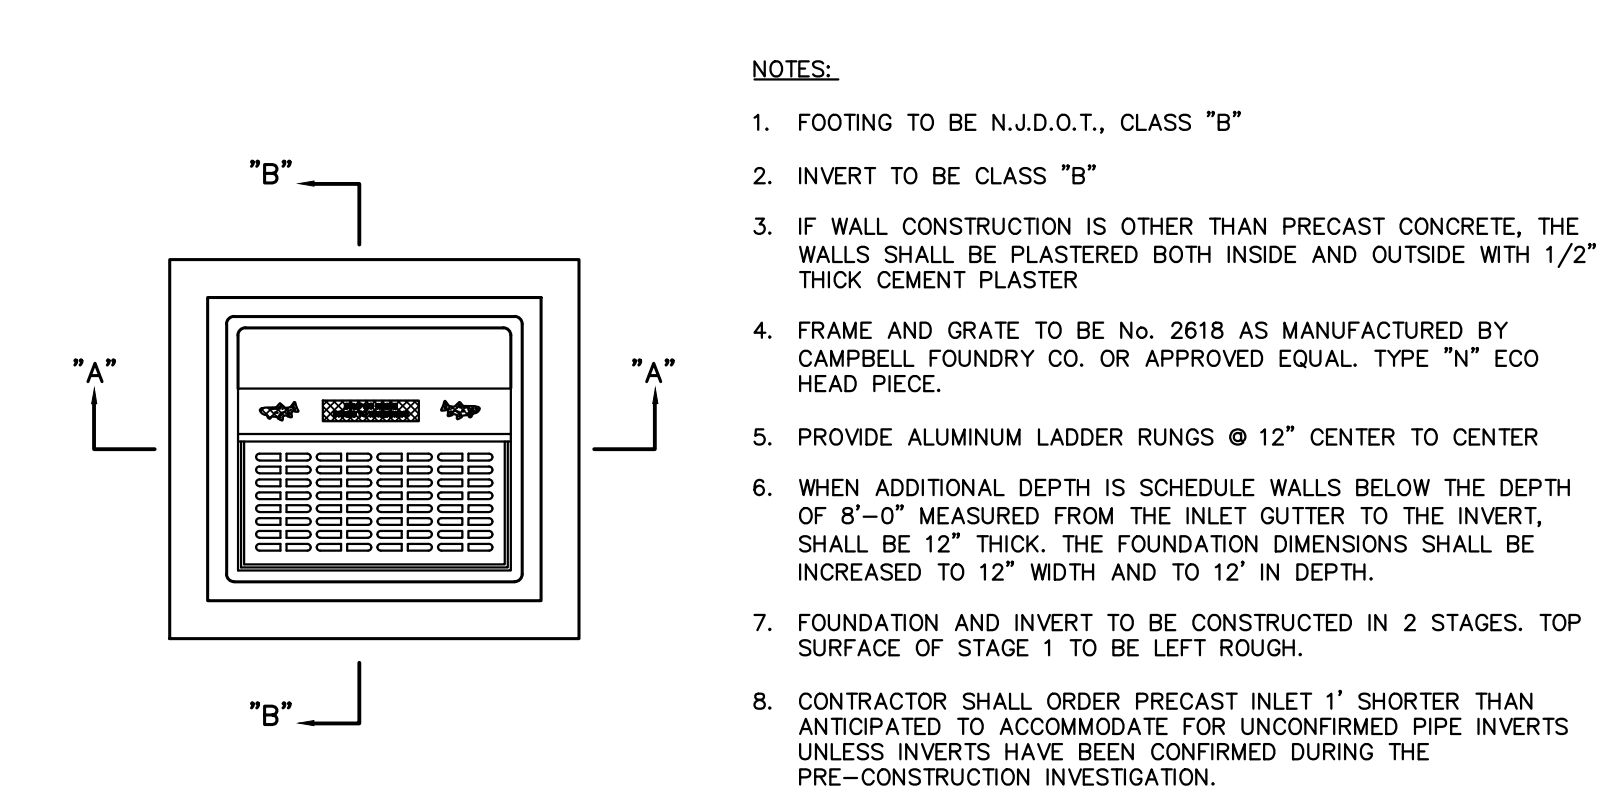 NOTES:
1. FOOTING TO BE N.J.D.O.T., CLASS "B"
2. INVERT TO BE CLASS "B"
3. IF WALL CONSTRUCTION IS OTHER THAN PRECAST CONCRETE, THE
WALLS SHALL BE PLASTERED BOTH INSIDE AND OUTSIDE WITH 1/2"
THICK CEMENT PLASTER
4. FRAME AND GRATE TO BE No. 2618 AS MANUFACTURED BY
CAMPBELL FOUNDRY CO. OR APPROVED EQUAL. TYPE "N" ECO
HEAD PIECE.
5. PROVIDE ALUMINUM LADDER RUNGS @ 12" CENTER TO CENTER
6. WHEN ADDITIONAL DEPTH IS SCHEDULE WALLS BELOW THE DEPTH
OF 8'-0" MEASURED FROM THE INLET GUTTER TO THE INVERT,
SHALL BE 12" THICK. THE FOUNDATION DIMENSIONS SHALL BE
INCREASED TO 12" WIDTH AND TO 12' IN DEPTH.
7. FOUNDATION AND INVERT TO BE CONSTRUCTED IN 2 STAGES. TOP
SURFACE OF STAGE 1 TO BE LEFT ROUGH.
8. CONTRACTOR SHALL ORDER PRECAST INLET 1' SHORTER THAN
ANTICIPATED TO ACCOMMODATE FOR UNCONFIRMED PIPE INVERTS
UNLESS INVERTS HAVE BEEN CONFIRMED DURING THE
PRE-CONSTRUCTION INVESTIGATION.
"B"
"A"
"A"
"B"